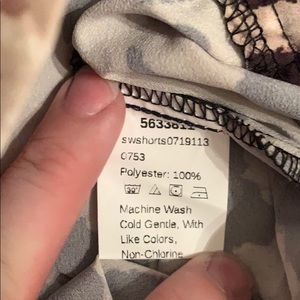 swshorts0719113
0753
Polyester: 100%
Machine Wash
Cold Gentle, With
Like Colors,
Non-Chlorine